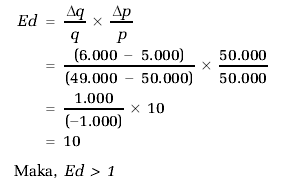 Ed = Δq/q × Δp/p
= (6.000 − 5.000)/(49.000 − 50.000) × 50.000/50.000
= 1.000/(−1.000) × 10
= 10
Maka, Ed > 1